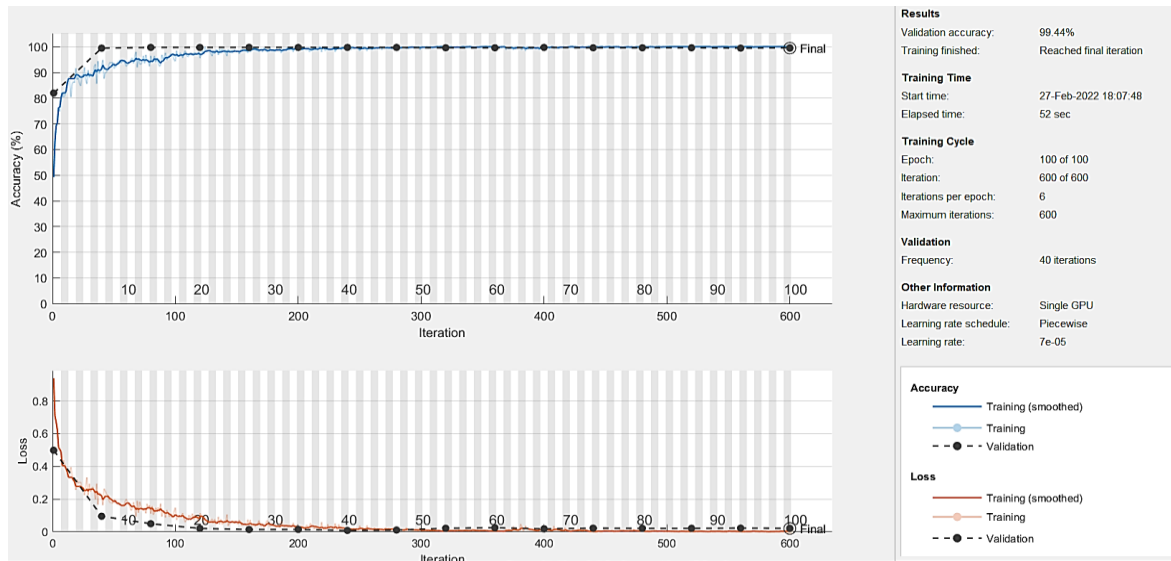 100
90
80
70
60
50
40
30
20
10
0
Accuracy (%)
Final
10 20 30 40 50 60 70 80 90 100
0 100 200 300 400 500 600
Iteration
0.8
0.6
0.4
0.2
0
Loss
Final
10 20 30 40 50 60 70 80 90 100
0 100 200 300 400 500 600
Iteration
Results
Validation accuracy: 99.44%
Training finished: Reached final iteration
Training Time
Start time: 27-Feb-2022 18:07:48
Elapsed time: 52 sec
Training Cycle
Epoch: 100 of 100
Iteration: 600 of 600
Iterations per epoch: 6
Maximum iterations: 600
Validation
Frequency: 40 iterations
Other Information
Hardware resource: Single GPU
Learning rate schedule: Piecewise
Learning rate: 7e-05
Accuracy
Training (smoothed)
Training
Validation
Loss
Training (smoothed)
Training
Validation